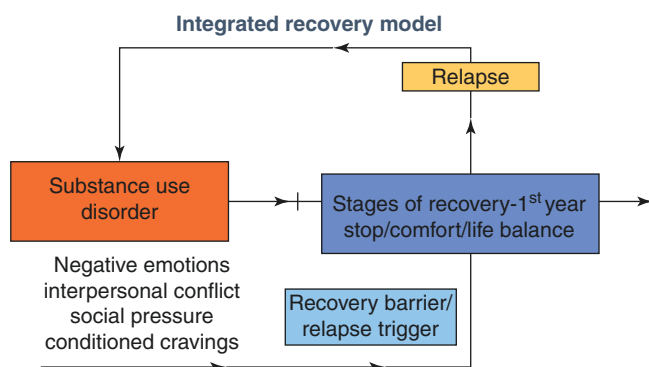 Integrated recovery model
Relapse
Substance use
disorder
Stages of recovery-1st year
stop/comfort/life balance
Negative emotions
interpersonal conflict
social pressure
conditioned cravings
Recovery barrier/
relapse trigger